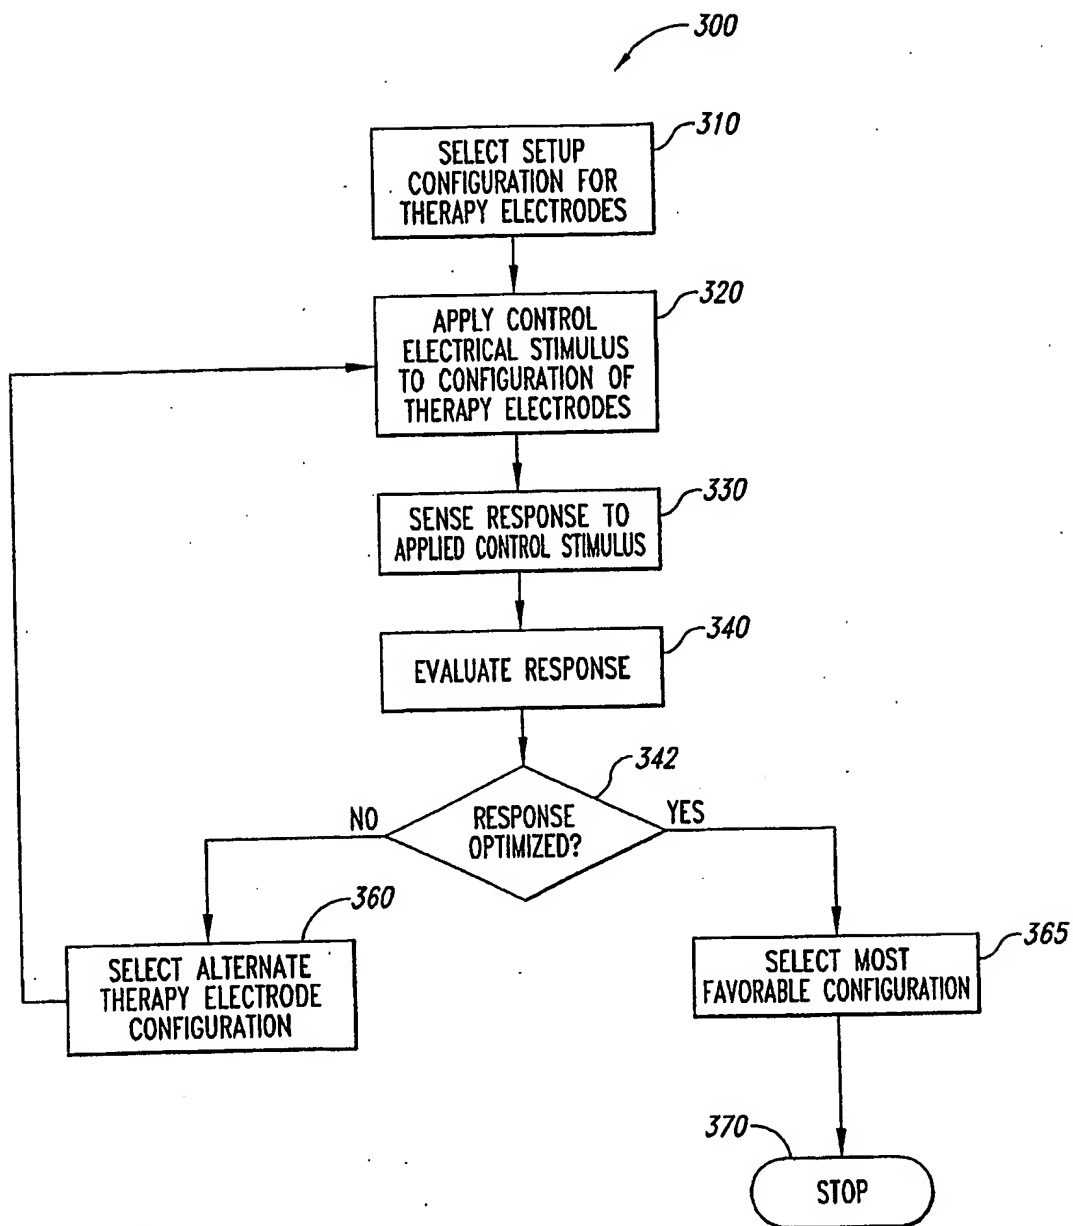 300
310
SELECT SETUP
CONFIGURATION FOR
THERAPY ELECTRODES
320
APPLY CONTROL
ELECTRICAL STIMULUS
TO CONFIGURATION OF
THERAPY ELECTRODES
330
SENSE RESPONSE TO
APPLIED CONTROL STIMULUS
340
EVALUATE RESPONSE
342
NO
RESPONSE
OPTIMIZED?
YES
360
SELECT ALTERNATE
THERAPY ELECTRODE
CONFIGURATION
365
SELECT MOST
FAVORABLE CONFIGURATION
370
STOP